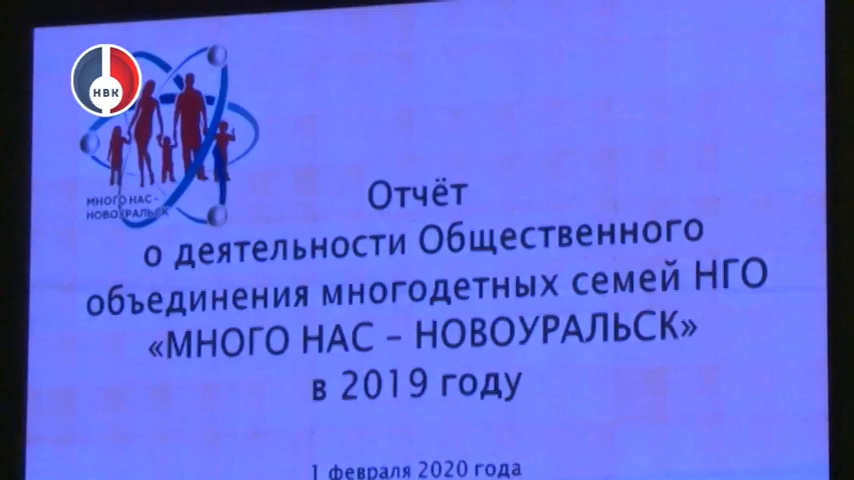 НВК
МНОГО НАС -
НОВОУРАЛЬСК
Отчёт
о деятельности Общественного
объединения многодетных семей НГО
«МНОГО НАС – НОВОУРАЛЬСК»
в 2019 году
1 февраля 2020 года